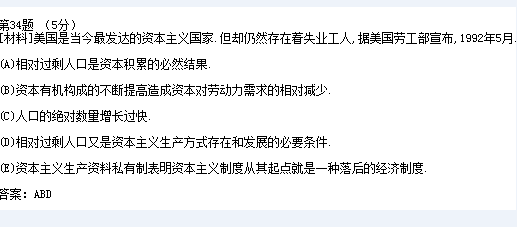 第34题 （5分）
[材料]美国是当今最发达的资本主义国家.但却仍然存在着失业工人,据美国劳工部宣布,1992年5月.
(A)相对过剩人口是资本积累的必然结果.
(B)资本有机构成的不断提高造成资本对劳动力需求的相对减少.
(C)人口的绝对数量增长过快.
(D)相对过剩人口又是资本主义生产方式存在和发展的必要条件.
(E)资本主义生产资料私有制表明资本主义制度从其起点就是一种落后的经济制度.
答案: ABD